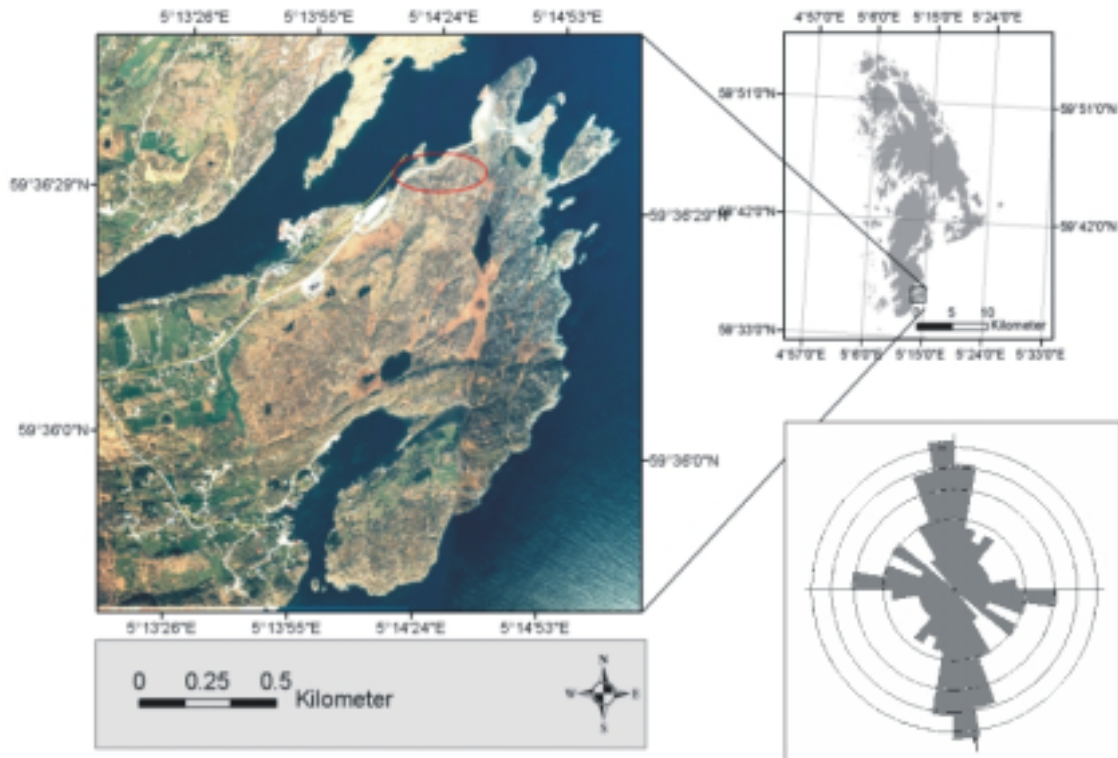 5°13'26"E 5°13'55"E 5°14'24"E 5°14'53"E
59°36'29"N
59°36'29"N
59°36'0"N
59°36'0"N
5°13'26"E 5°13'55"E 5°14'24"E 5°14'53"E
0 0.25 0.5
Kilometer
N
W E
S
4°57'0"E 5°6'0"E 5°15'0"E 5°24'0"E
59°51'0"N
59°51'0"N
59°42'0"N
59°42'0"N
0 5 10
Kilometer
59°33'0"N
4°57'0"E 5°6'0"E 5°15'0"E 5°24'0"E 5°33'0"E